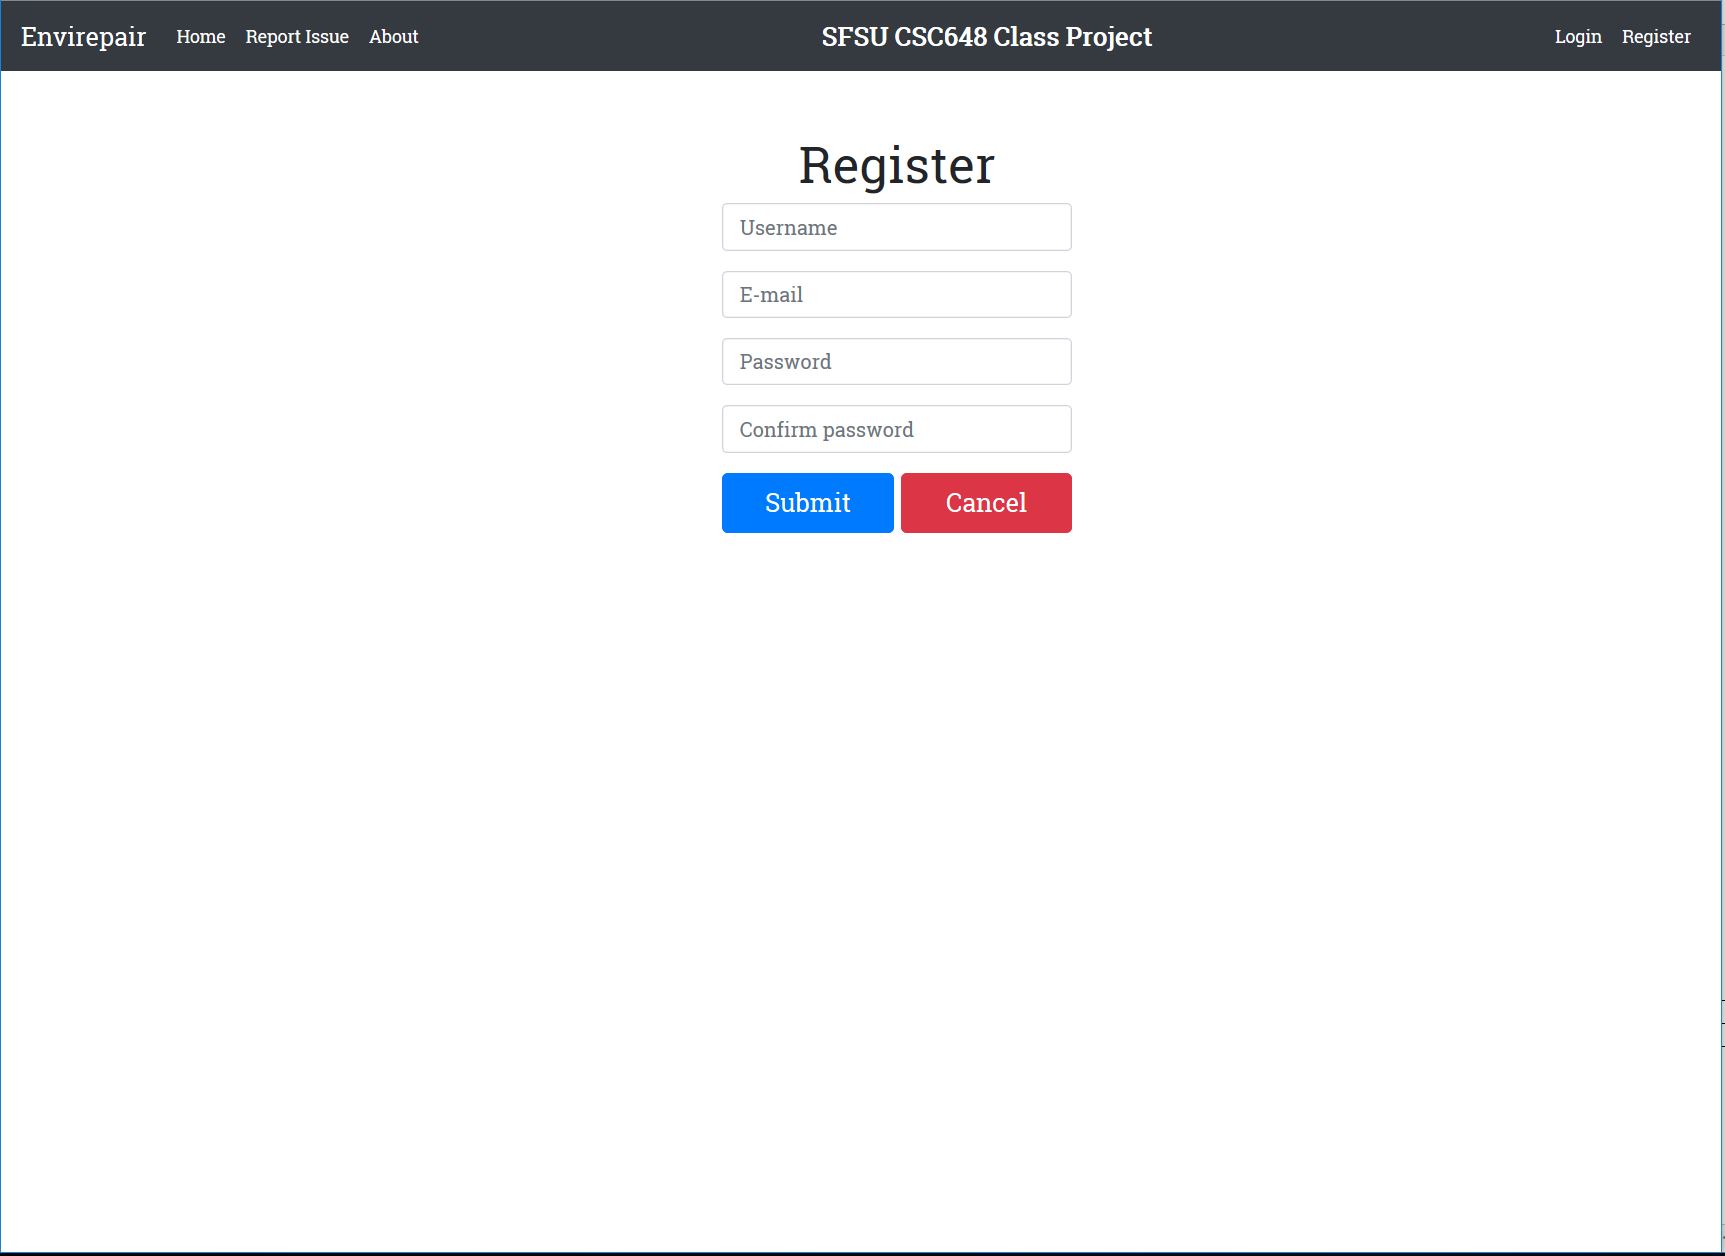 Envirepair Home Report Issue About SFSU CSC648 Class Project Login Register
Register
Username
E-mail
Password
Confirm password
Submit Cancel